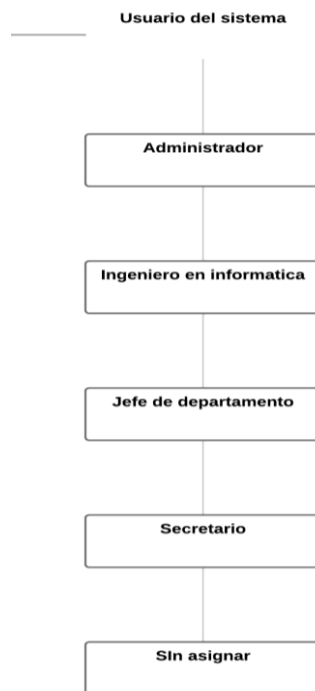 Usuario del sistema
Administrador
Ingeniero en informatica
Jefe de departamento
Secretario
SIn asignar